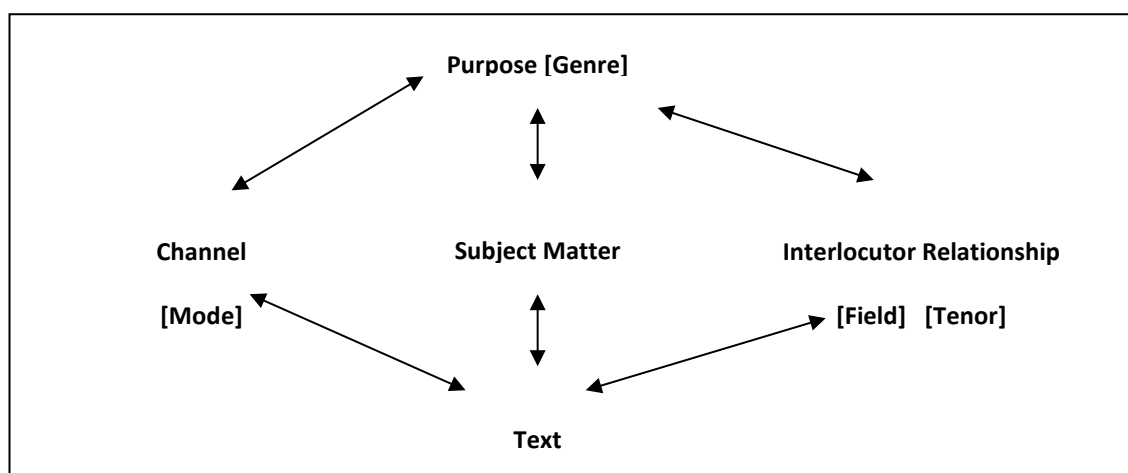 Purpose [Genre]
Channel Subject Matter Interlocutor Relationship
[Mode] [Field] [Tenor]
Text